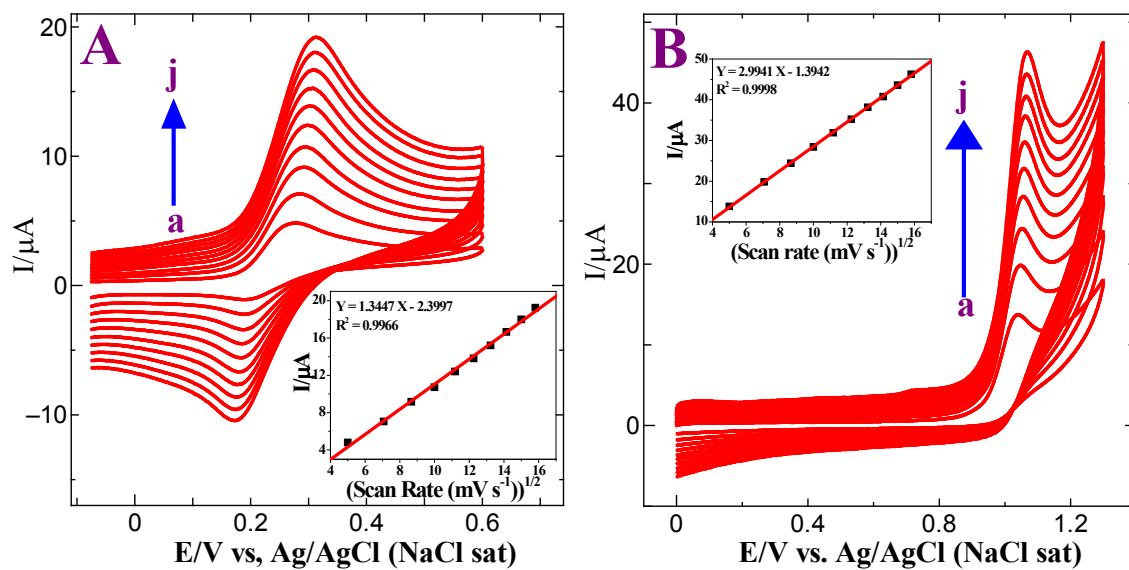 A
j
a
I/μA
20
10
0
−10
0
0.2
0.4
0.6
E/V vs, Ag/AgCl (NaCl sat)
Y = 1.3447 X - 2.3997
R² = 0.9966
I/μA
20
16
12
8
4
4
6
8
10
12
14
16
(Scan Rate (mV s⁻¹))¹/²
B
j
a
I/μA
40
20
0
0
0.4
0.8
1.2
E/V vs. Ag/AgCl (NaCl sat)
Y = 2.9941 X - 1.3942
R² = 0.9998
I/μA
50
40
30
20
10
4
6
8
10
12
14
16
(Scan rate (mV s⁻¹))¹/²